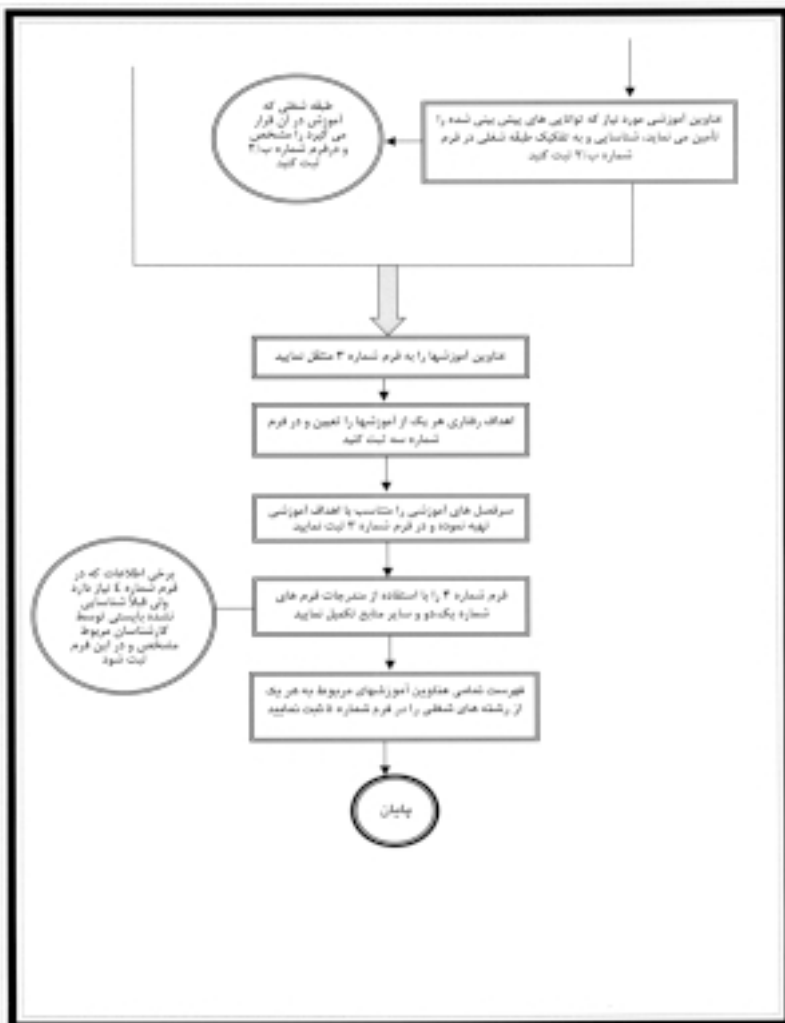 عناوین آموزشی مورد نیاز که توانایی های پیش بینی شده را
تأمین می نماید، شناسایی و به تفکیک طبقه شغلی در فرم
شماره ب/۲ ثبت کنید
طبقه شغلی که
آموزش در آن قرار
می گیرد را مشخص
و درفرم شماره ب/۲
ثبت کنید
عناوین آموزشها را به فرم شماره ۳ منتقل نمایید
اهداف رفتاری هر یک از آموزشها را تعیین و در فرم
شماره سه ثبت کنید
سرفصل های آموزشی را متناسب با اهداف آموزشی
تهیه نموده و در فرم شماره ۳ ثبت نمایید
فرم شماره ۴ را با استفاده از مندرجات فرم های
شماره یک،دو و سایر منابع تکمیل نمایید
برخی اطلاعات که در
فرم شماره ٤ نیاز دارد
ولی قبلاً شناسایی
نشده بایستی توسط
کارشناسان مربوط
مشخص و در این فرم
ثبت شود
فهرست تمامی عناوین آموزشهای مربوط به هر یک
از رشته های شغلی را در فرم شماره ۵ ثبت نمایید
پایان